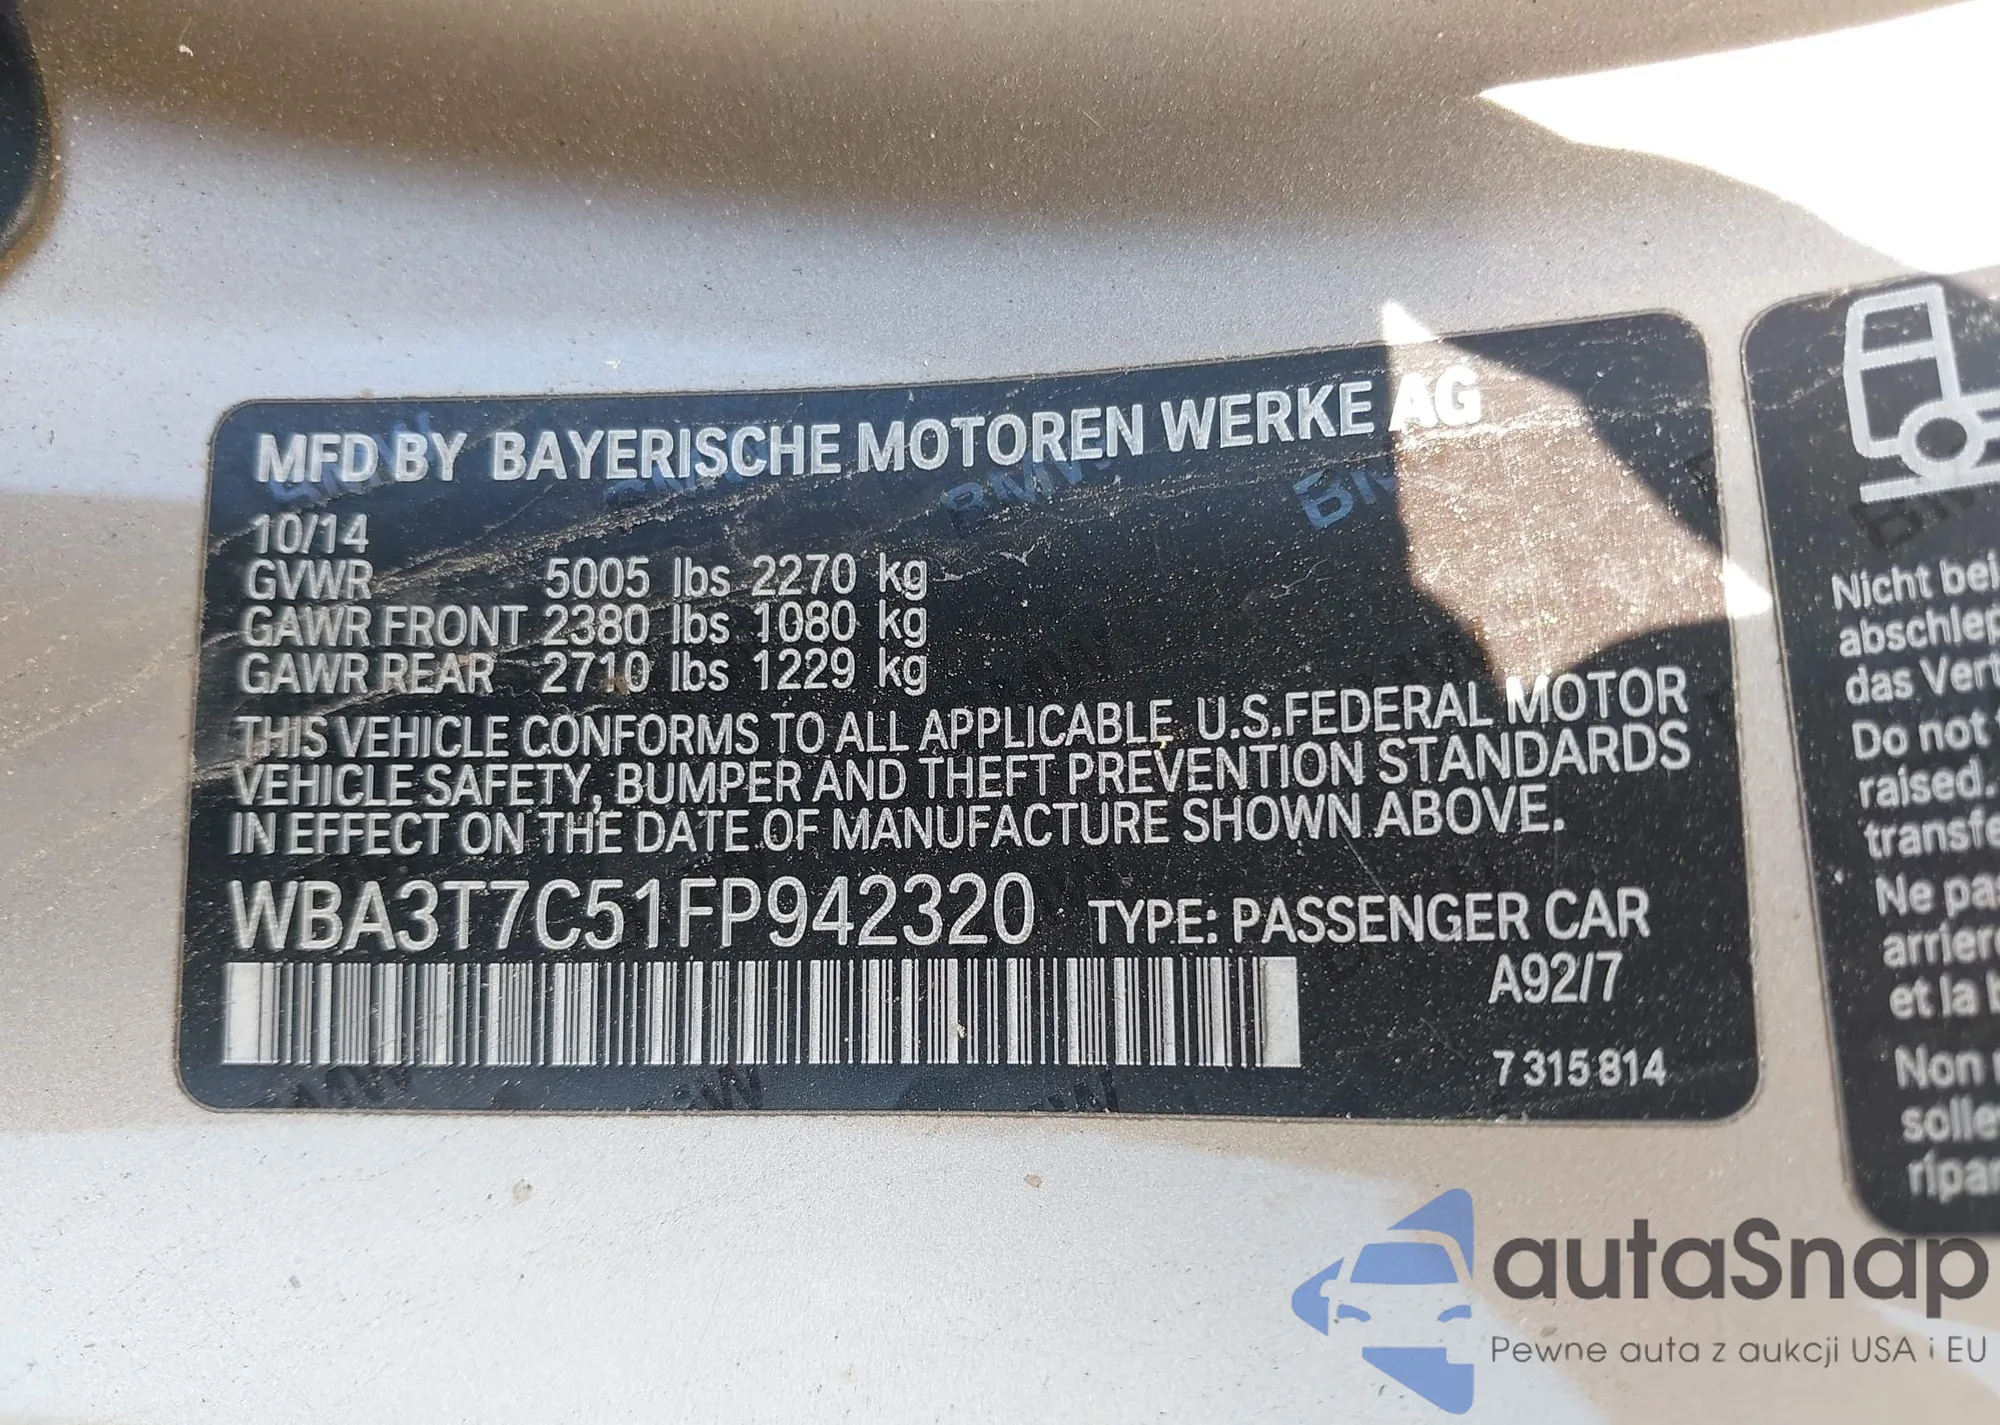 MFD BY BAYERISCHE MOTOREN WERKE AG
10/14
GVWR 5005 lbs 2270 kg
GAWR FRONT 2380 lbs 1080 kg
GAWR REAR 2710 lbs 1229 kg
THIS VEHICLE CONFORMS TO ALL APPLICABLE U.S.FEDERAL MOTOR
VEHICLE SAFETY, BUMPER AND THEFT PREVENTION STANDARDS
IN EFFECT ON THE DATE OF MANUFACTURE SHOWN ABOVE.
WBA3T7C51FP942320 TYPE: PASSENGER CAR
A92/7
7 315 814
Nicht bei
abschlep
das Vert
Do not
raised.
transfe
Ne pas
arriere
et la
Non
solle
ripar
autaSnap
Pewne auta z aukcji USA i EU